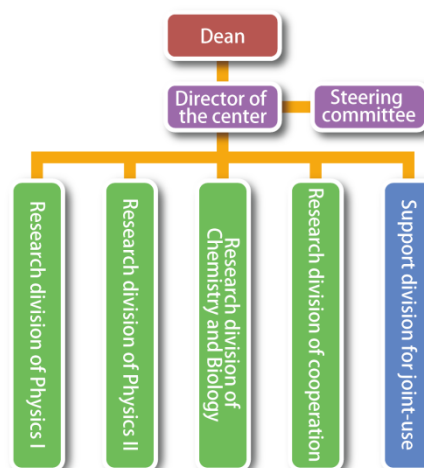 Dean
Director of
the center
Steering
committee
Research division of Physics I
Research division of Physics II
Research division of
Chemistry and Biology
Research division of cooperation
Support division for joint-use